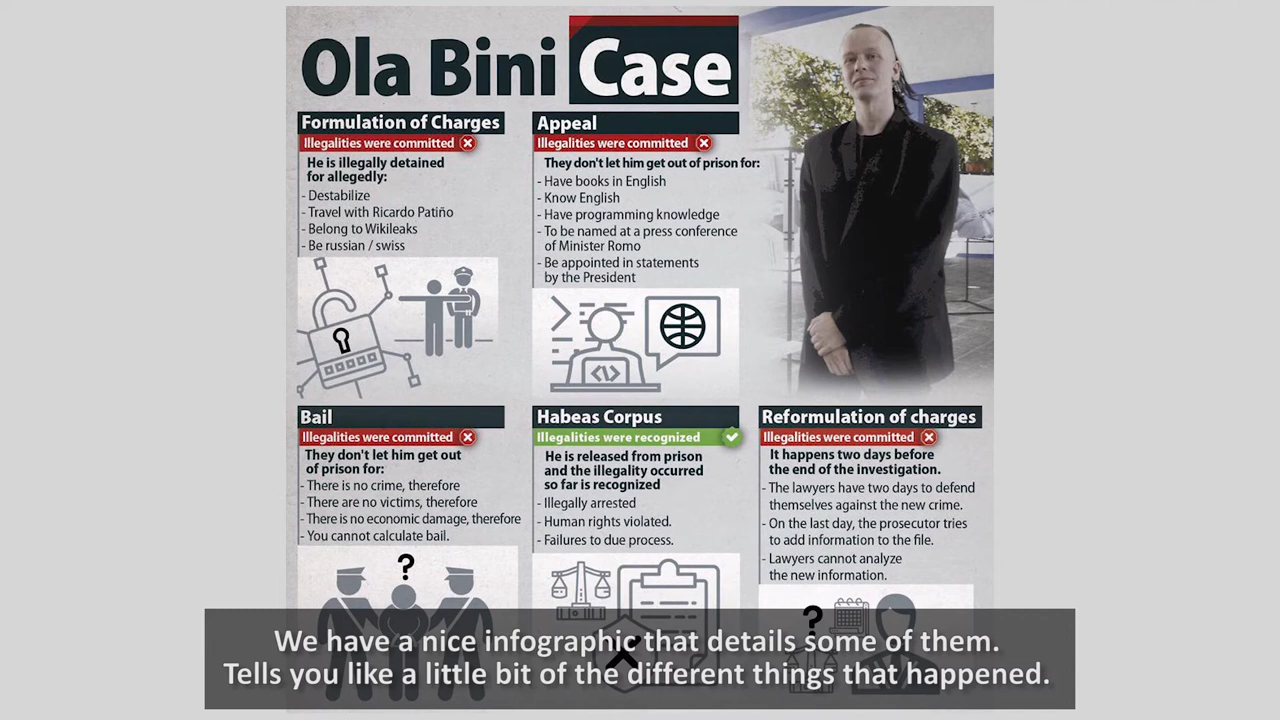 Ola Bini Case
Formulation of Charges
Illegalities were committed
He is illegally detained
for allegedly:
- Destabilize
- Travel with Ricardo Patiño
- Belong to Wikileaks
- Be russian / swiss
Appeal
Illegalities were committed
They don't let him get out of prison for:
- Have books in English
- Know English
- Have programming knowledge
- To be named at a press conference
of Minister Romo
- Be appointed in statements
by the President
Bail
Illegalities were committed
They don't let him get out
of prison for:
- There is no crime, therefore
- There are no victims, therefore
- There is no economic damage, therefore
- You cannot calculate bail.
?
Habeas Corpus
Illegalities were recognized
He is released from prison
and the illegality occurred
so far is recognized
- Illegally arrested
- Human rights violated.
- Failures to due process.
Reformulation of charges
Illegalities were committed
It happens two days before
the end of the investigation.
- The lawyers have two days to defend
themselves against the new crime.
- On the last day, the prosecutor tries
to add information to the file.
- Lawyers cannot analyze
the new information.
?
We have a nice infographic that details some of them.
Tells you like a little bit of the different things that happened.